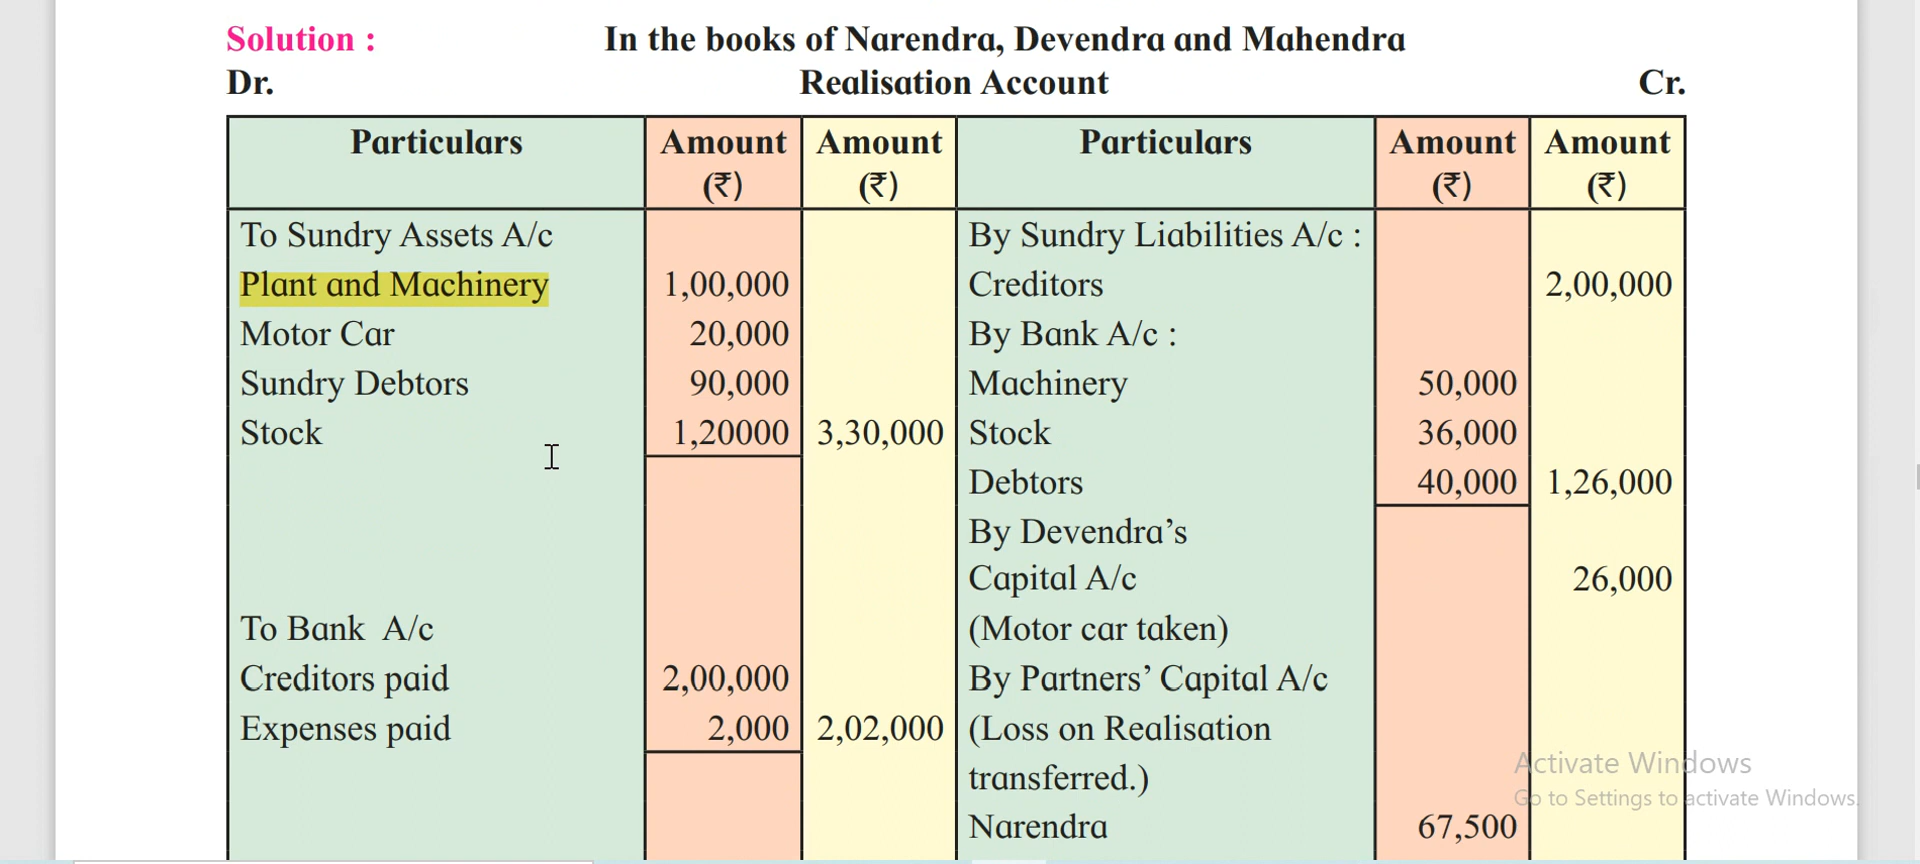 Solution : In the books of Narendra, Devendra and Mahendra
Dr. Realisation Account Cr.
Particulars Amount (₹) Amount (₹) Particulars Amount (₹) Amount (₹)
To Sundry Assets A/c By Sundry Liabilities A/c :
Plant and Machinery 1,00,000 Creditors 2,00,000
Motor Car 20,000 By Bank A/c :
Sundry Debtors 90,000 Machinery 50,000
Stock 1,20000 3,30,000 Stock 36,000
Debtors 40,000 1,26,000
By Devendra’s
Capital A/c 26,000
To Bank A/c (Motor car taken)
Creditors paid 2,00,000 By Partners’ Capital A/c
Expenses paid 2,000 2,02,000 (Loss on Realisation
transferred.)
Narendra 67,500
Activate Windows
Go to Settings to activate Windows.